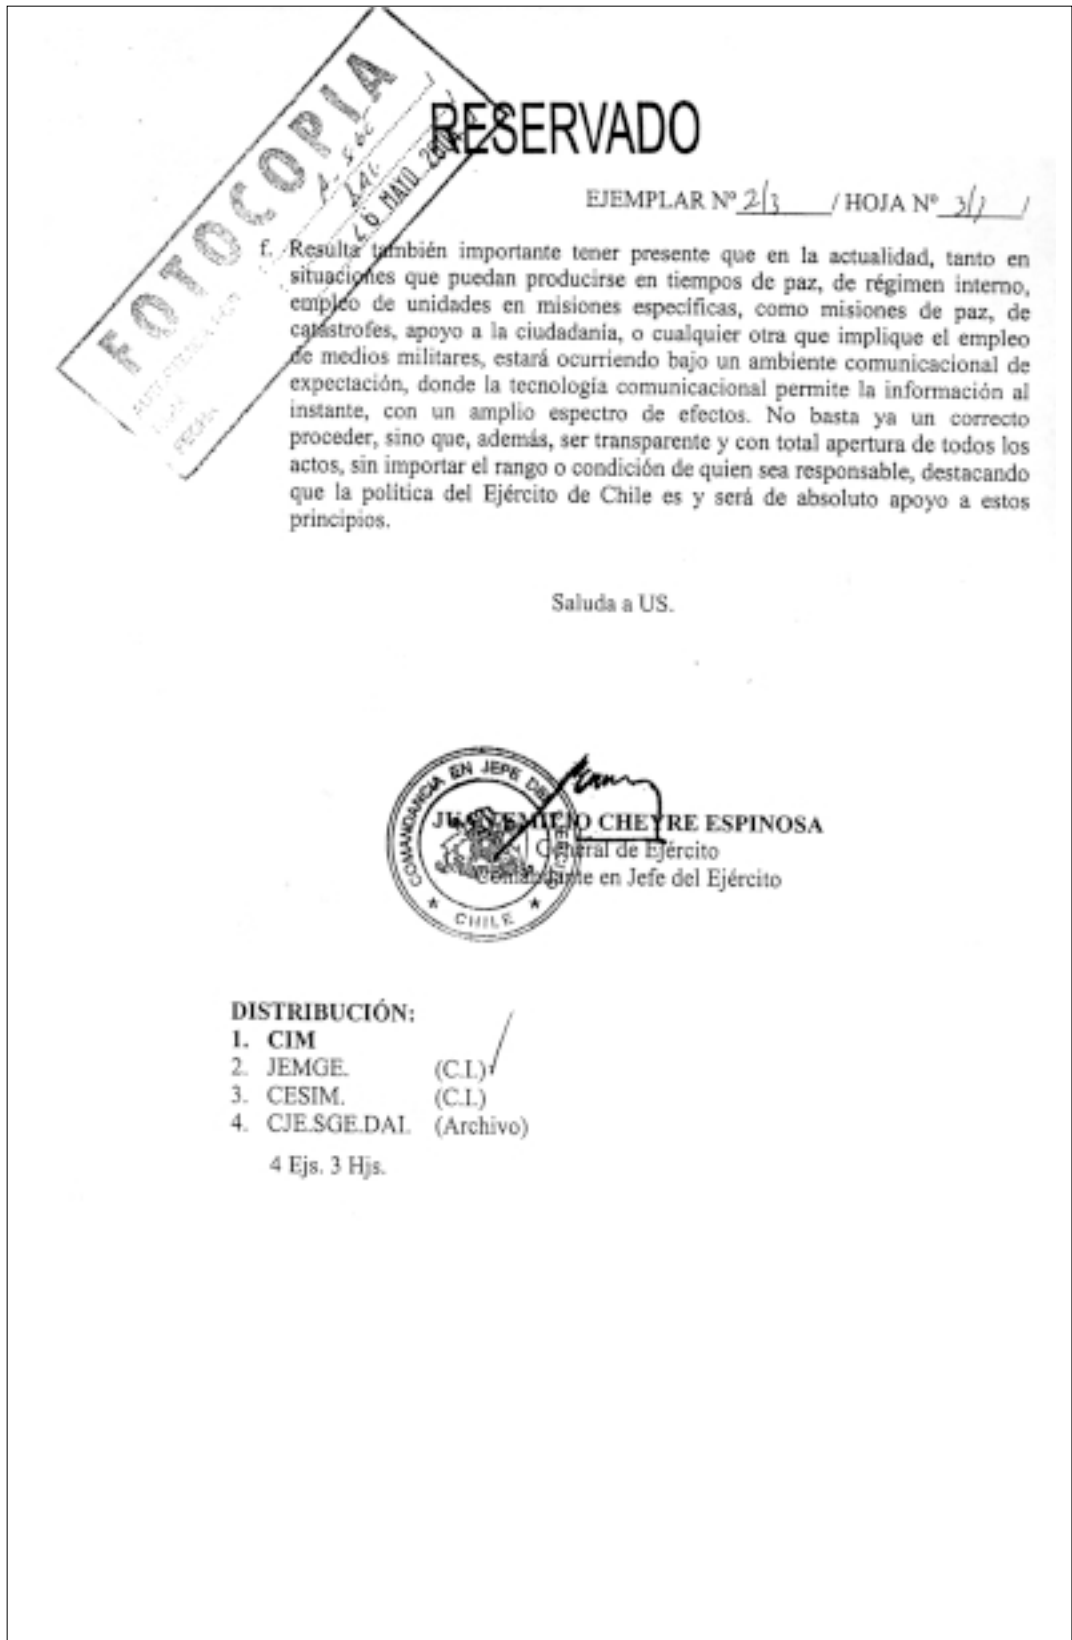 FOTOCOPIA
26 MAYO
RESERVADO
EJEMPLAR Nº 2/3 / HOJA Nº 3/ /
f. Resulta también importante tener presente que en la actualidad, tanto en
situaciones que puedan producirse en tiempos de paz, de régimen interno,
empleo de unidades en misiones específicas, como misiones de paz, de
catástrofes, apoyo a la ciudadanía, o cualquier otra que implique el empleo
de medios militares, estará ocurriendo bajo un ambiente comunicacional de
expectación, donde la tecnología comunicacional permite la información al
instante, con un amplio espectro de efectos. No basta ya un correcto
proceder, sino que, además, ser transparente y con total apertura de todos los
actos, sin importar el rango o condición de quien sea responsable, destacando
que la política del Ejército de Chile es y será de absoluto apoyo a estos
principios.
Saluda a US.
COMANDANCIA EN JEFE DEL EJERCITO
CHILE
JUAN EMILIO CHEYRE ESPINOSA
General de Ejército
Comandante en Jefe del Ejército
DISTRIBUCIÓN:
1. CIM
2. JEMGE. (C.I.)
3. CESIM. (C.I.)
4. CJE.SGE.DAI. (Archivo)
4 Ejs. 3 Hjs.